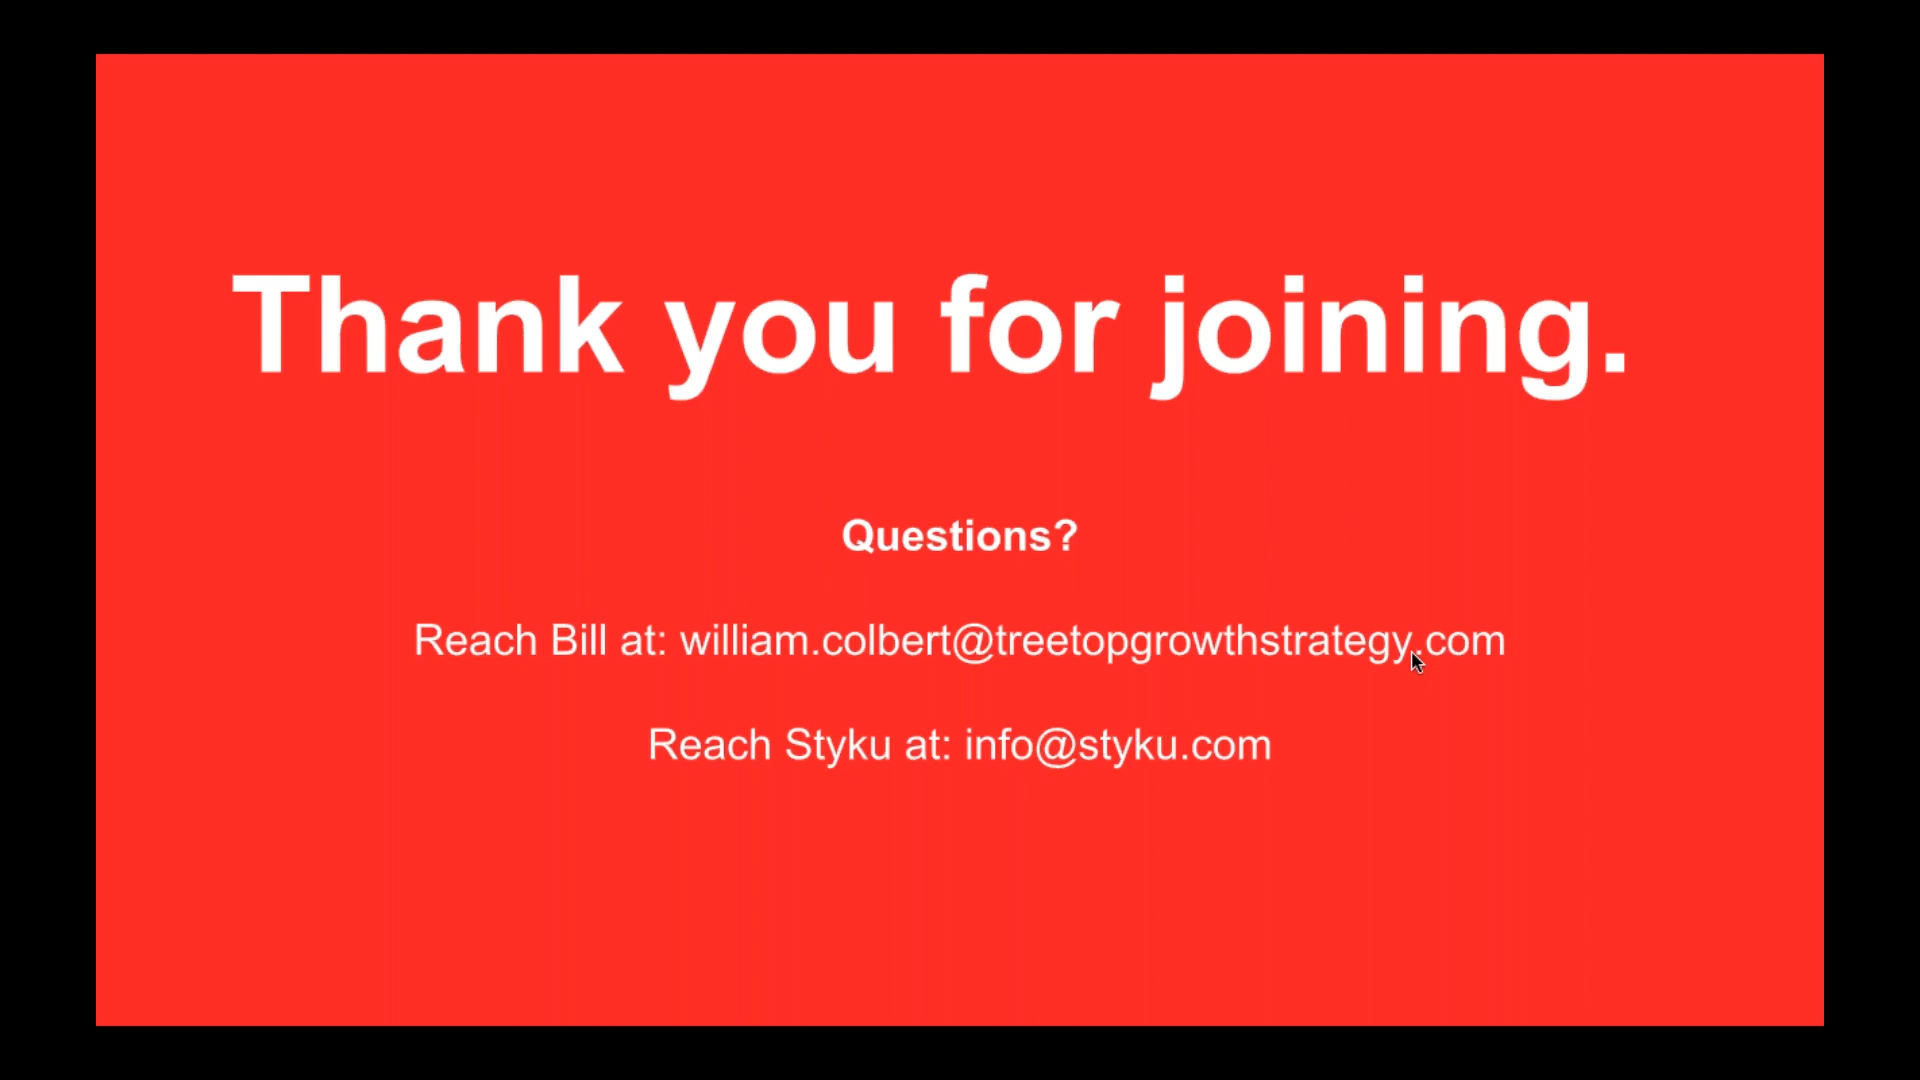 Thank you for joining.
Questions?
Reach Bill at: william.colbert@treetopgrowthstrategy.com
Reach Styku at: info@styku.com